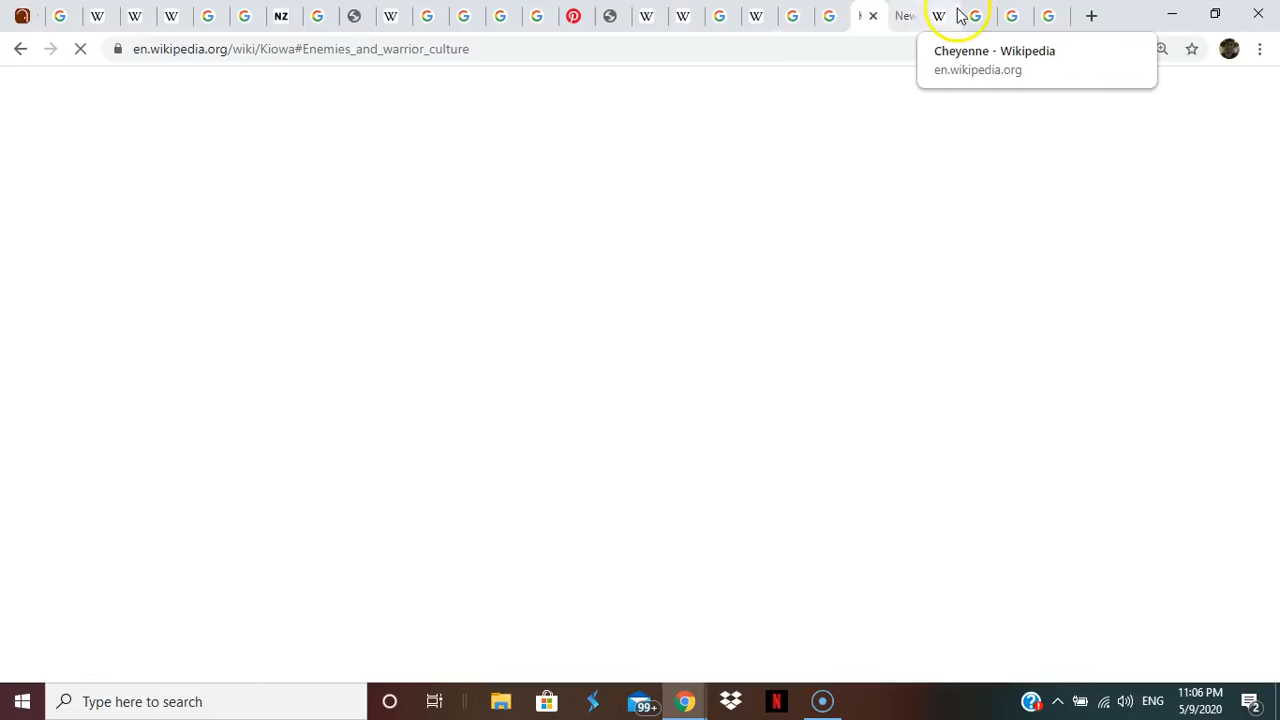 NZ
New
en.wikipedia.org/wiki/Kiowa#Enemies_and_warrior_culture
Cheyenne - Wikipedia
en.wikipedia.org
Type here to search
99+
N
ENG
11:06 PM
5/9/2020
2